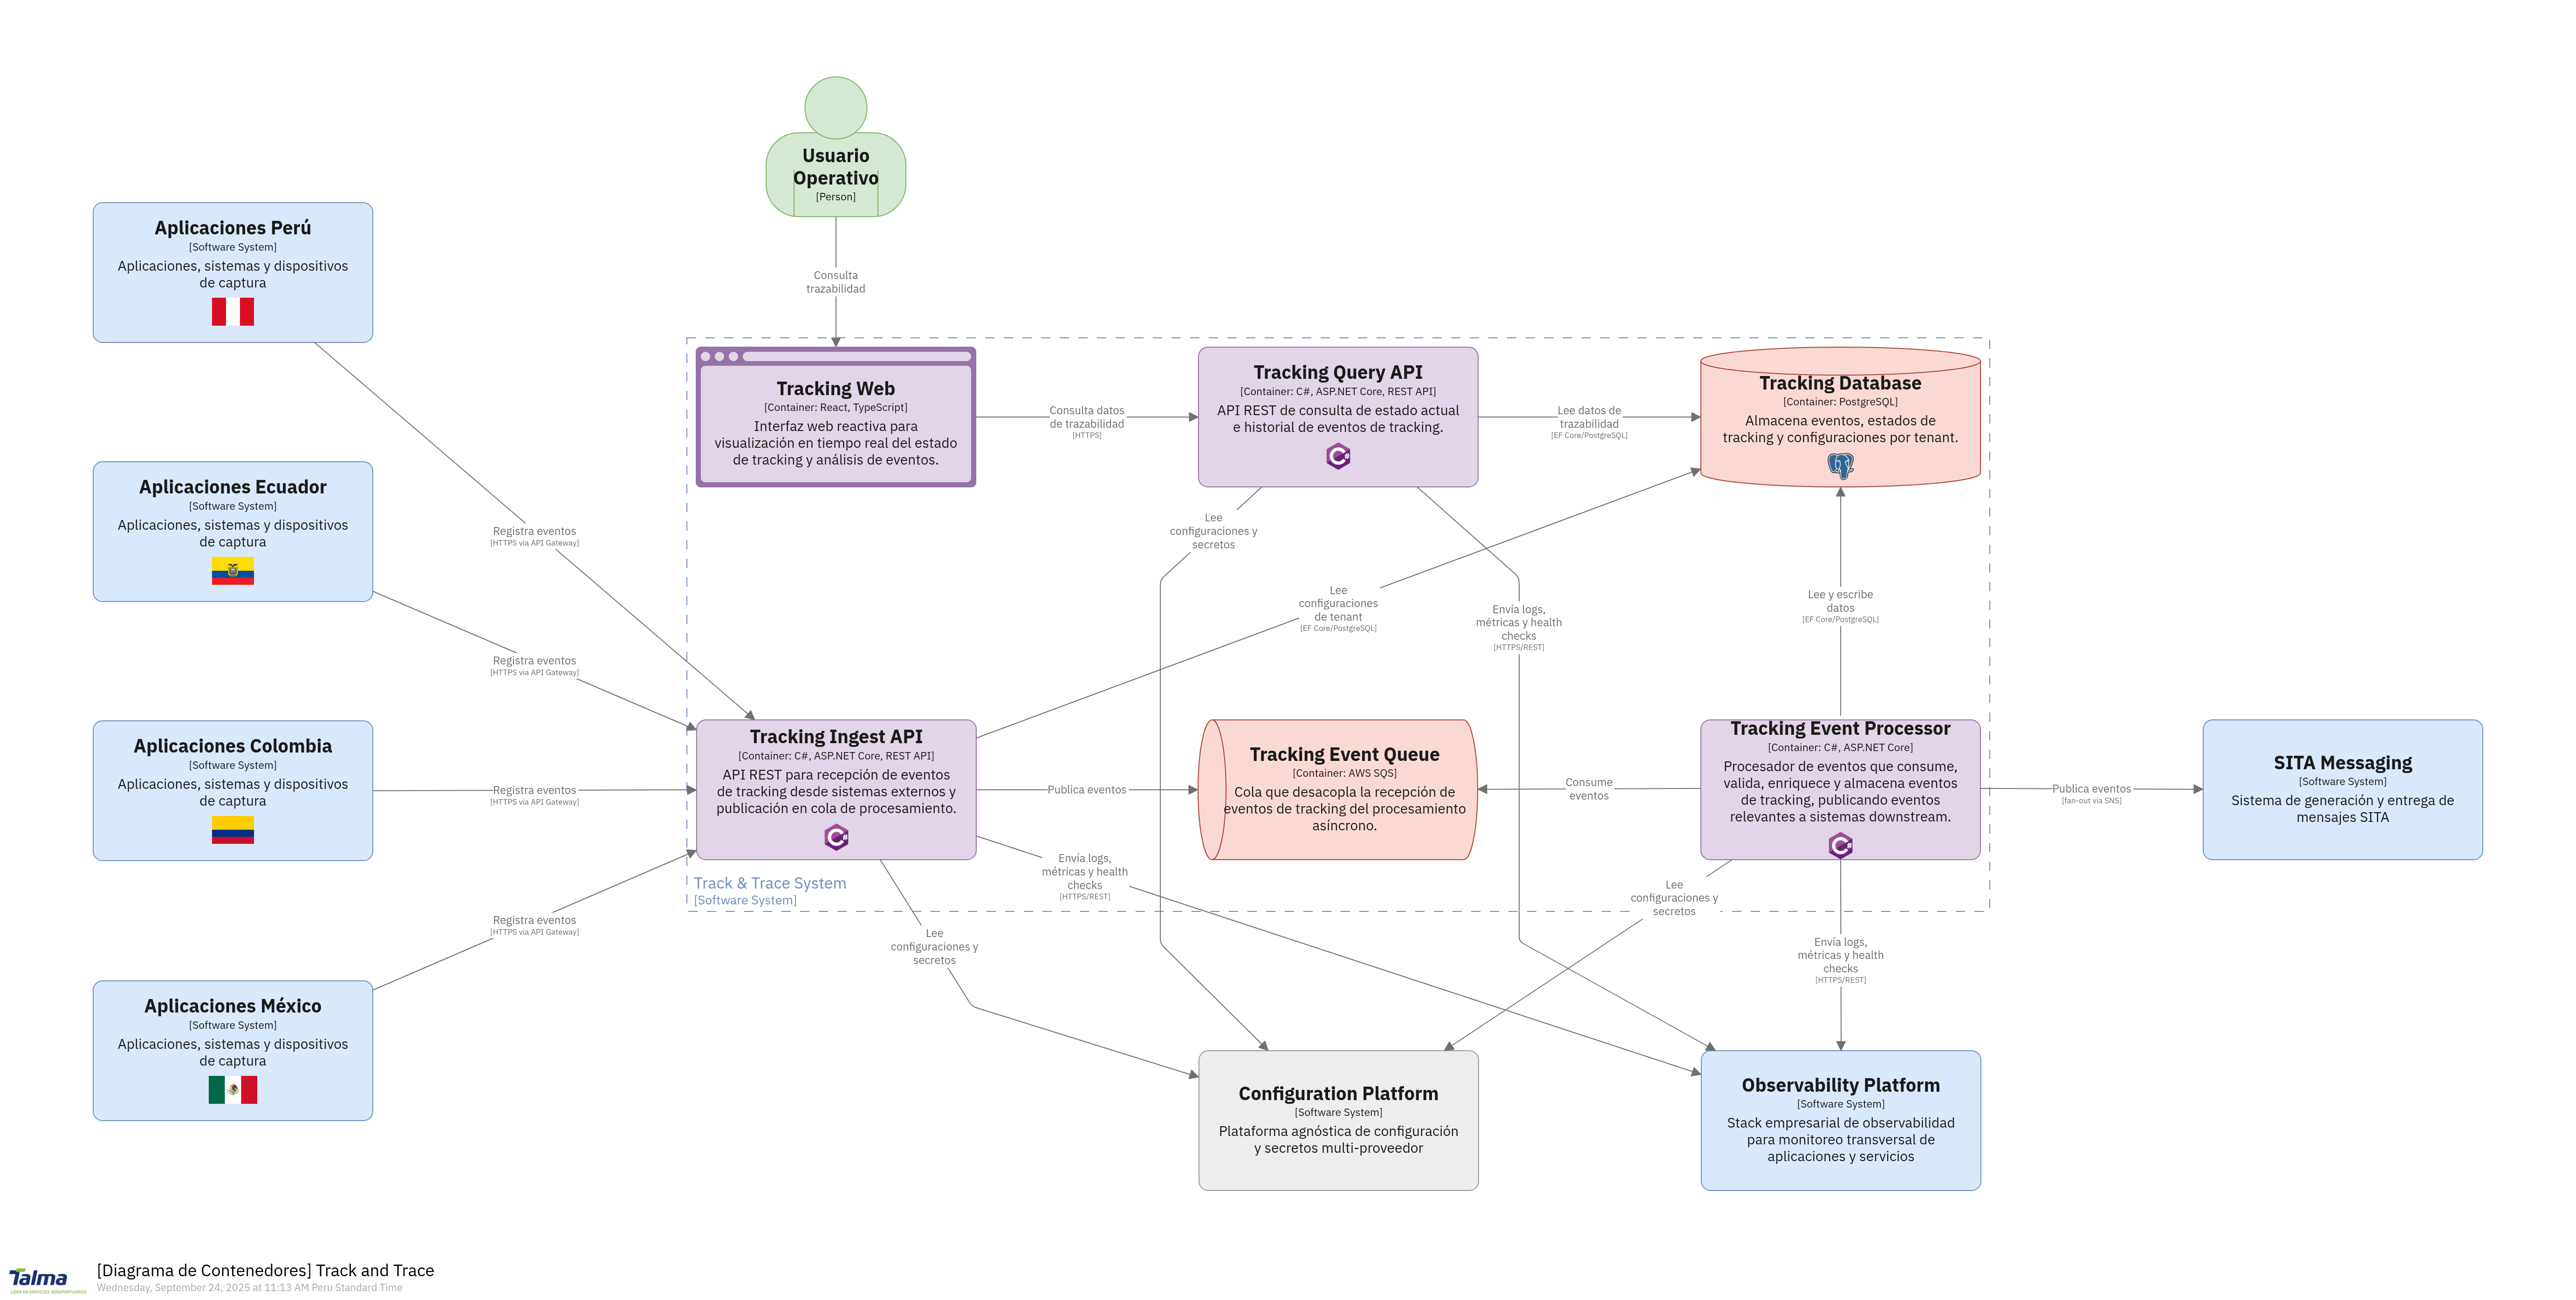 Usuario
Operativo
[Person]
Consulta
trazabilidad
Aplicaciones Perú
[Software System]
Aplicaciones, sistemas y dispositivos
de captura
Registra eventos
[HTTPS via API Gateway]
Aplicaciones Ecuador
[Software System]
Aplicaciones, sistemas y dispositivos
de captura
Registra eventos
[HTTPS via API Gateway]
Aplicaciones Colombia
[Software System]
Aplicaciones, sistemas y dispositivos
de captura
Registra eventos
[HTTPS via API Gateway]
Aplicaciones México
[Software System]
Aplicaciones, sistemas y dispositivos
de captura
Registra eventos
[HTTPS via API Gateway]
Tracking Web
[Container: React, TypeScript]
Interfaz web reactiva para
visualización en tiempo real del estado
de tracking y análisis de eventos.
Consulta datos
de trazabilidad
[HTTPS]
Tracking Query API
[Container: C#, ASP.NET Core, REST API]
API REST de consulta de estado actual
e historial de eventos de tracking.
C#
Lee datos de
trazabilidad
[EF Core/PostgreSQL]
Tracking Database
[Container: PostgreSQL]
Almacena eventos, estados de
tracking y configuraciones por tenant.
Lee
configuraciones y
secretos
Lee
configuraciones
de tenant
[EF Core/PostgreSQL]
Envía logs,
métricas y health
checks
[HTTPS/REST]
Lee y escribe
datos
[EF Core/PostgreSQL]
Tracking Ingest API
[Container: C#, ASP.NET Core, REST API]
API REST para recepción de eventos
de tracking desde sistemas externos y
publicación en cola de procesamiento.
C#
Publica eventos
Tracking Event Queue
[Container: AWS SQS]
Cola que desacopla la recepción de
eventos de tracking del procesamiento
asíncrono.
Consume
eventos
Tracking Event Processor
[Container: C#, ASP.NET Core]
Procesador de eventos que consume,
valida, enriquece y almacena eventos
de tracking, publicando eventos
relevantes a sistemas downstream.
C#
Publica eventos
[fan-out via SNS]
SITA Messaging
[Software System]
Sistema de generación y entrega de
mensajes SITA
Track & Trace System
[Software System]
Envía logs,
métricas y health
checks
[HTTPS/REST]
Lee
configuraciones y
secretos
Lee
configuraciones y
secretos
Envía logs,
métricas y health
checks
[HTTPS/REST]
Configuration Platform
[Software System]
Plataforma agnóstica de configuración
y secretos multi-proveedor
Observability Platform
[Software System]
Stack empresarial de observabilidad
para monitoreo transversal de
aplicaciones y servicios
Talma
LÍDER EN SERVICIOS AEROPORTUARIOS
[Diagrama de Contenedores] Track and Trace
Wednesday, September 24, 2025 at 11:13 AM Peru Standard Time